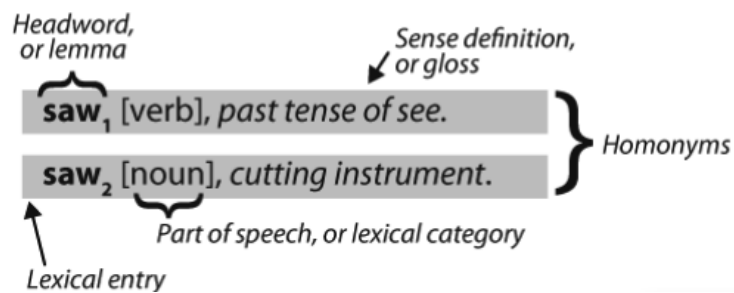 Headword,
or lemma
Sense definition,
or gloss
saw₁ [verb], past tense of see.
Homonyms
saw₂ [noun], cutting instrument.
Part of speech, or lexical category
Lexical entry